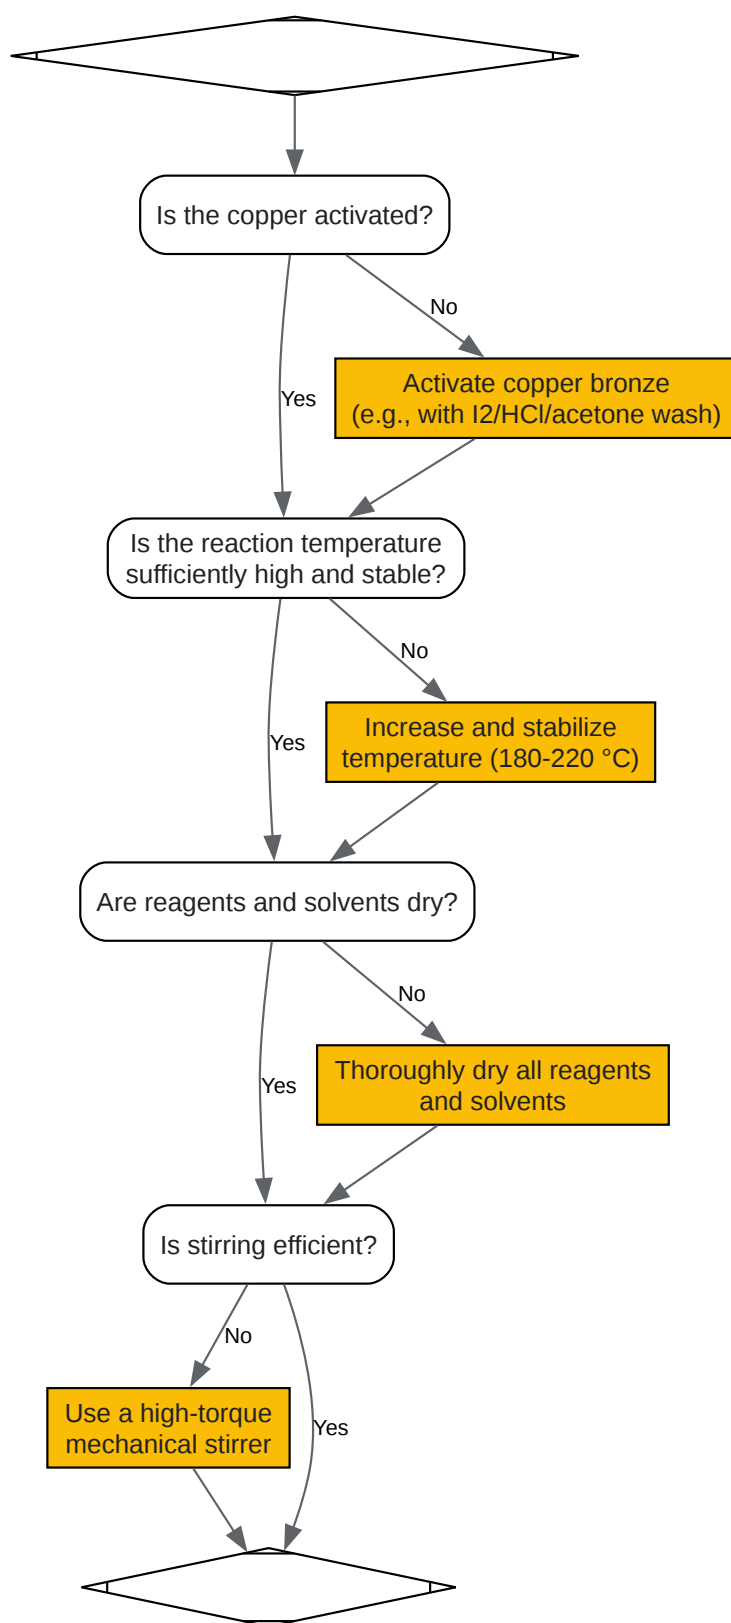 Is the copper activated?
No
Yes
Activate copper bronze
(e.g., with I2/HCl/acetone wash)
Is the reaction temperature
sufficiently high and stable?
No
Yes
Increase and stabilize
temperature (180-220 °C)
Are reagents and solvents dry?
No
Yes
Thoroughly dry all reagents
and solvents
Is stirring efficient?
No
Yes
Use a high-torque
mechanical stirrer